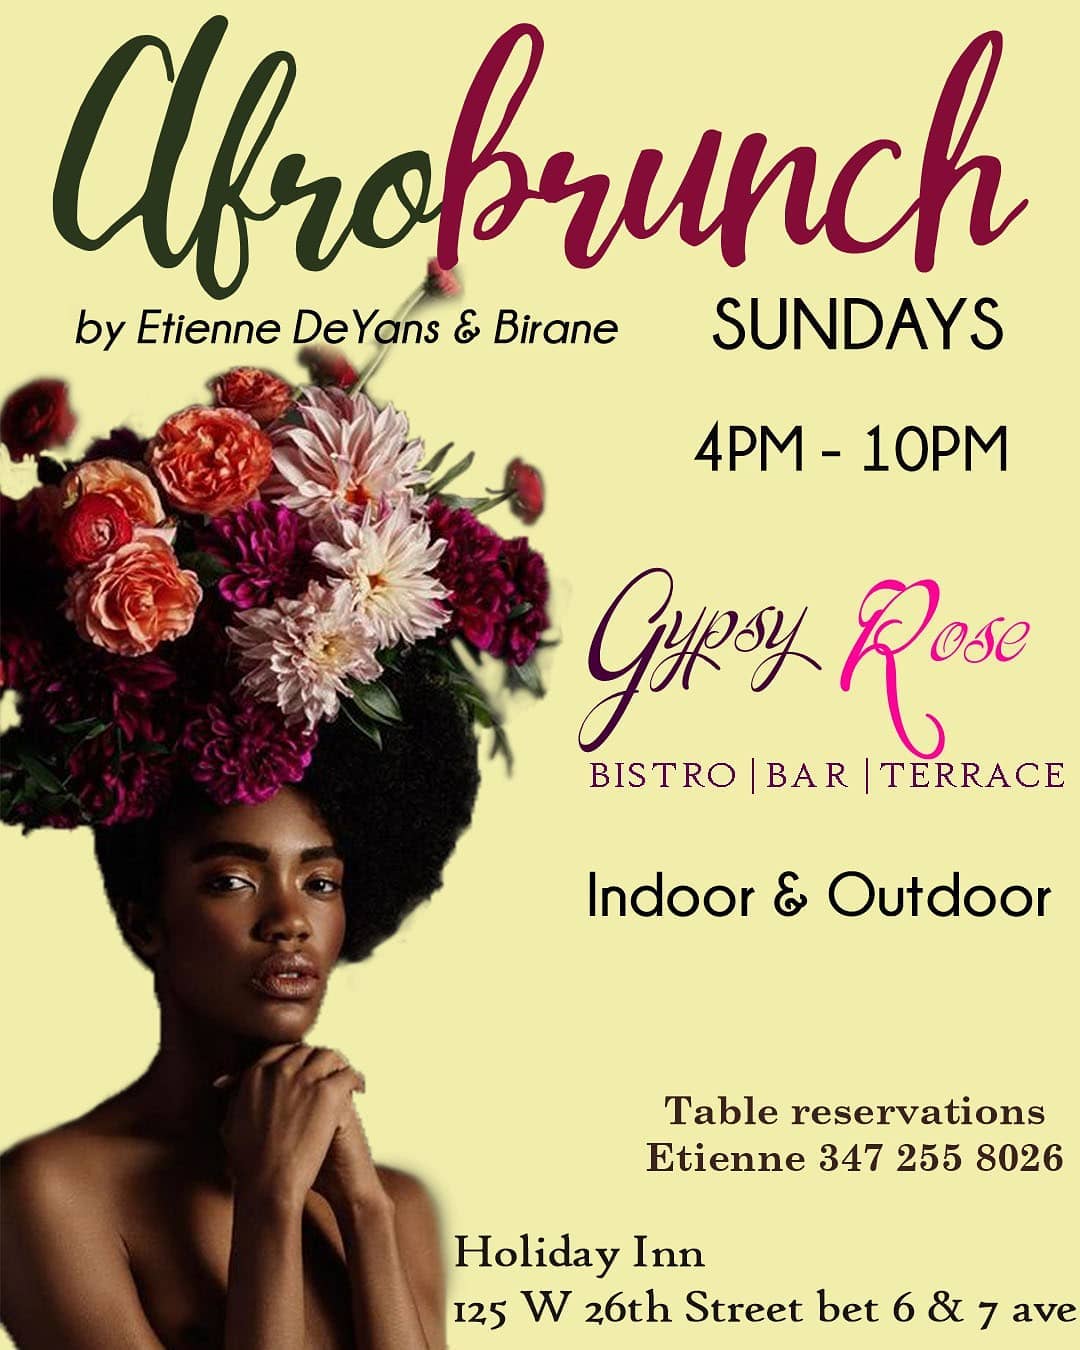 Afrobrunch
by Etienne DeYans & Birane
SUNDAYS
4PM - 10PM
Gypsy Rose
BISTRO | BAR | TERRACE
Indoor & Outdoor
Table reservations
Etienne 347 255 8026
Holiday Inn
125 W 26th Street bet 6 & 7 ave